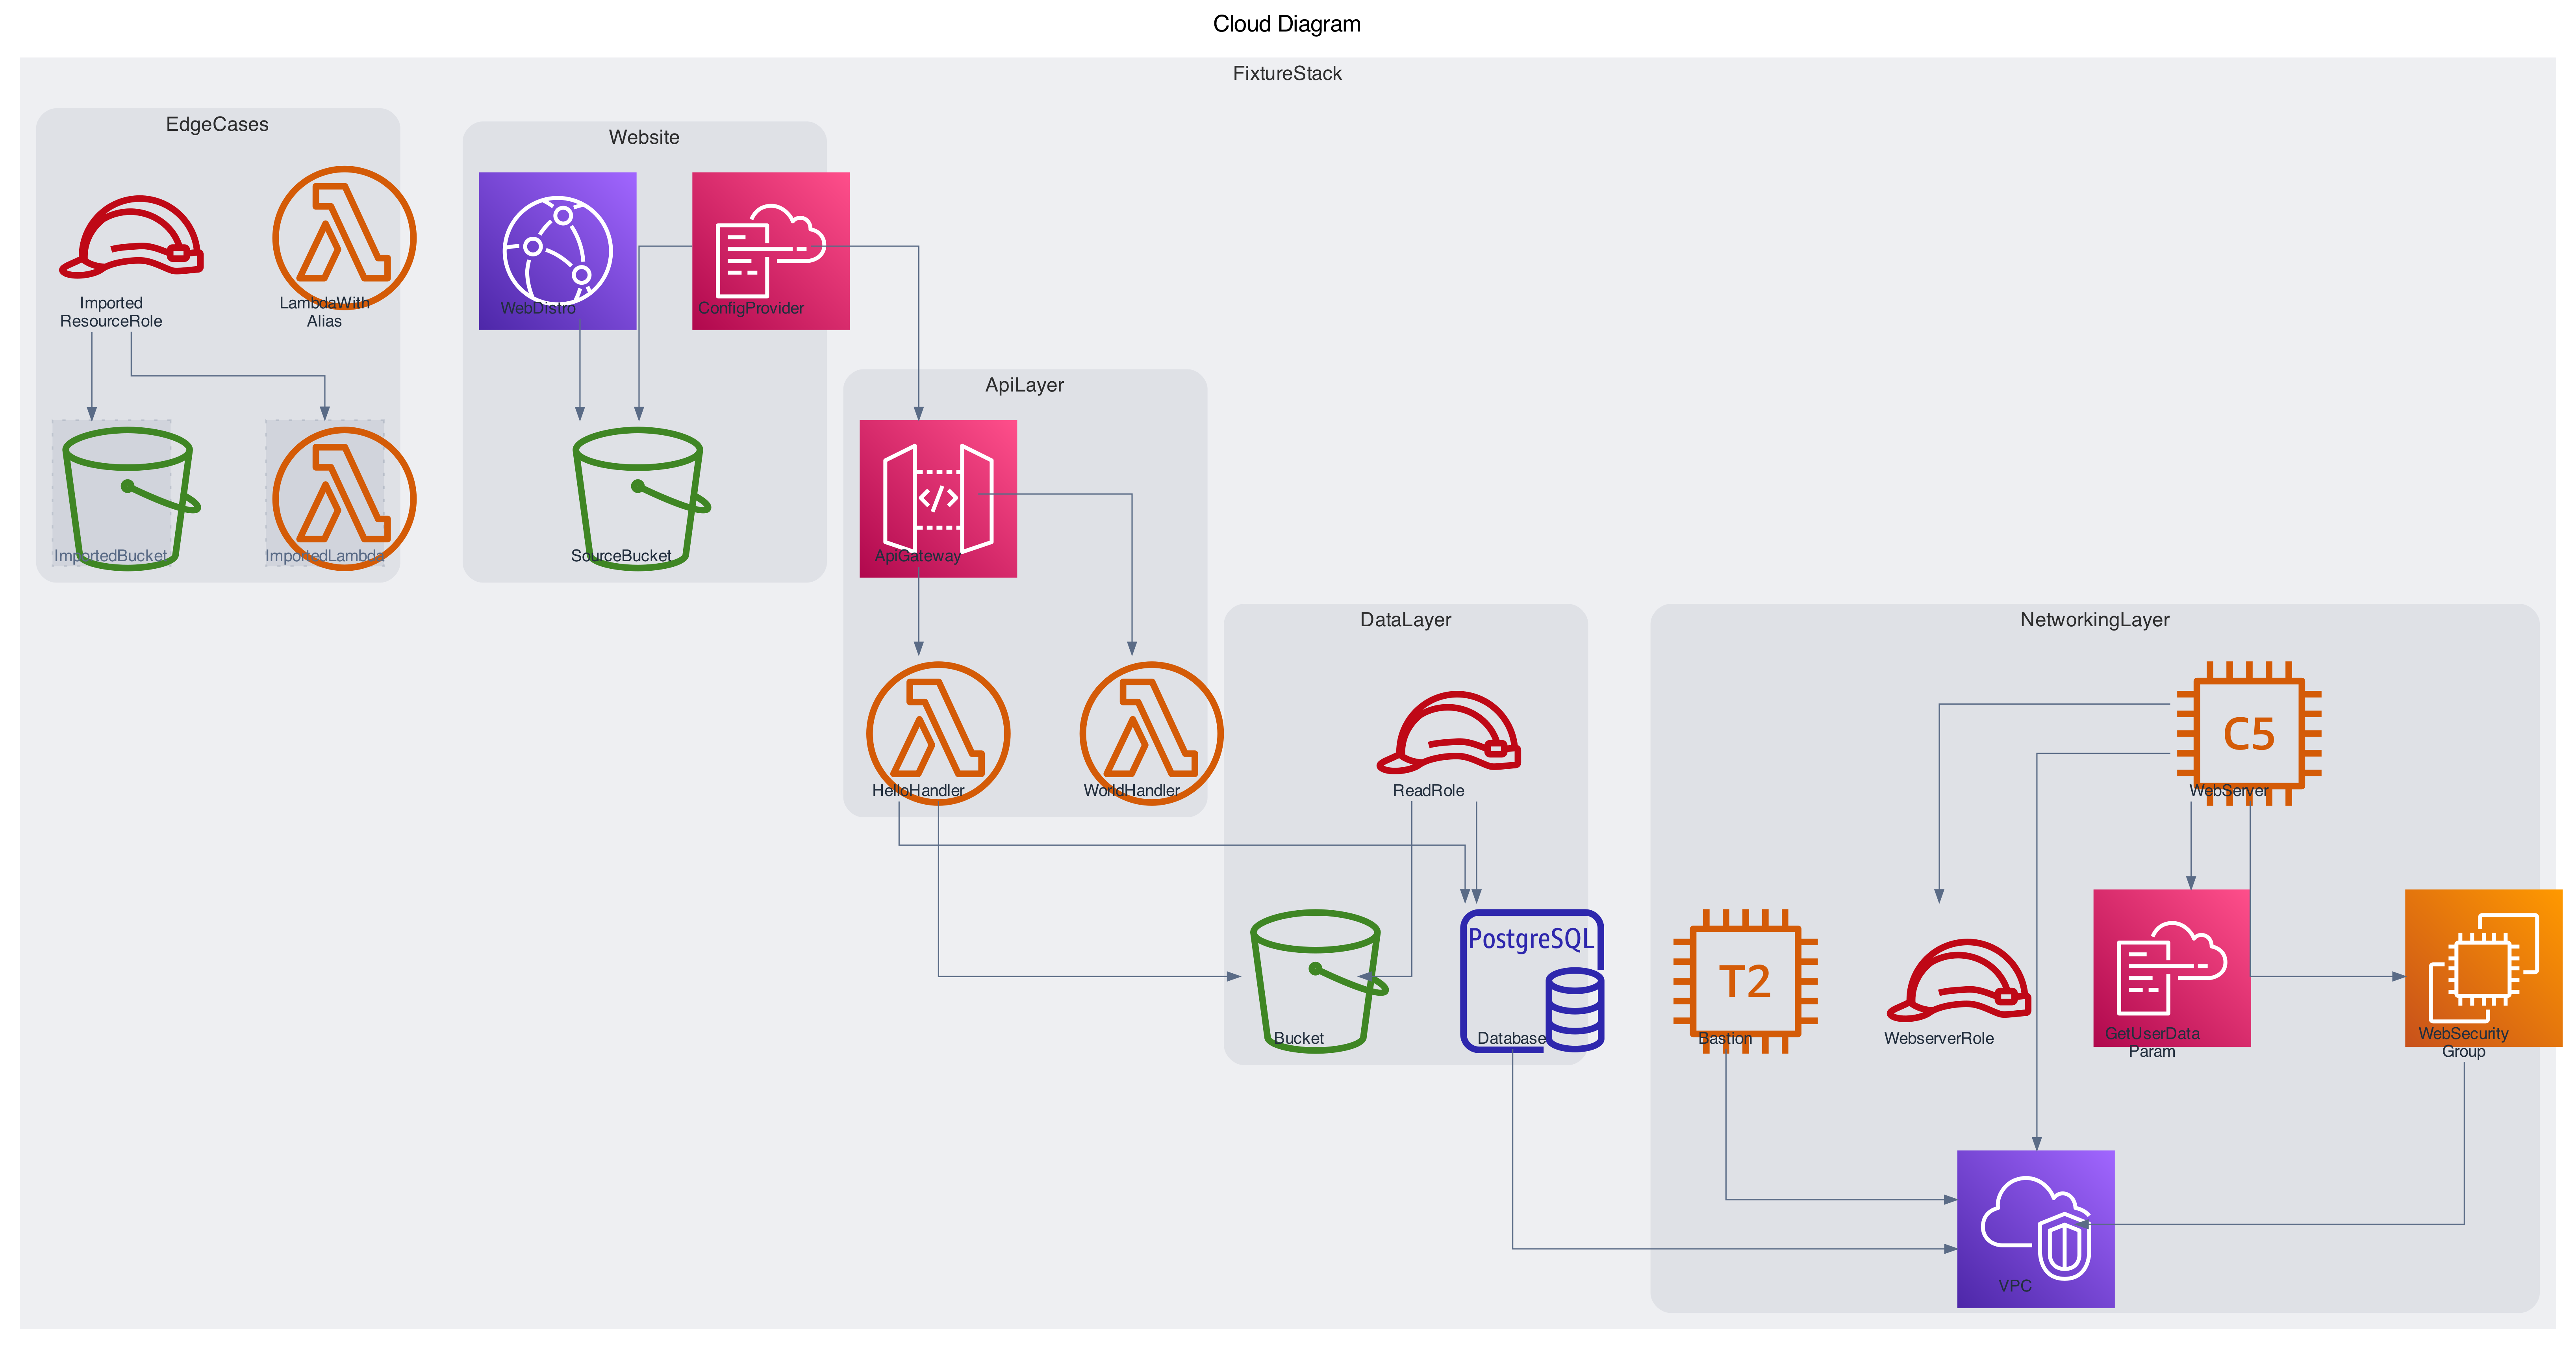 Cloud Diagram
FixtureStack
EdgeCases
Imported
ResourceRole
LambdaWith
Alias
ImportedBucket
ImportedLambda
Website
WebDistro
ConfigProvider
SourceBucket
ApiLayer
</>
ApiGateway
HelloHandler
WorldHandler
DataLayer
ReadRole
Bucket
PostgreSQL
Database
NetworkingLayer
C5
WebServer
T2
Bastion
WebserverRole
GetUserData
Param
WebSecurity
Group
VPC